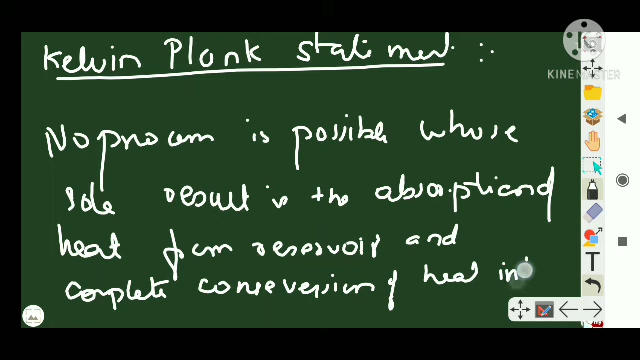 Kelvin Plank statement :-
No process is possible whose
sole result is the absorption of
heat from reservoir and
complete conversion of heat in
KINEMASTER
T